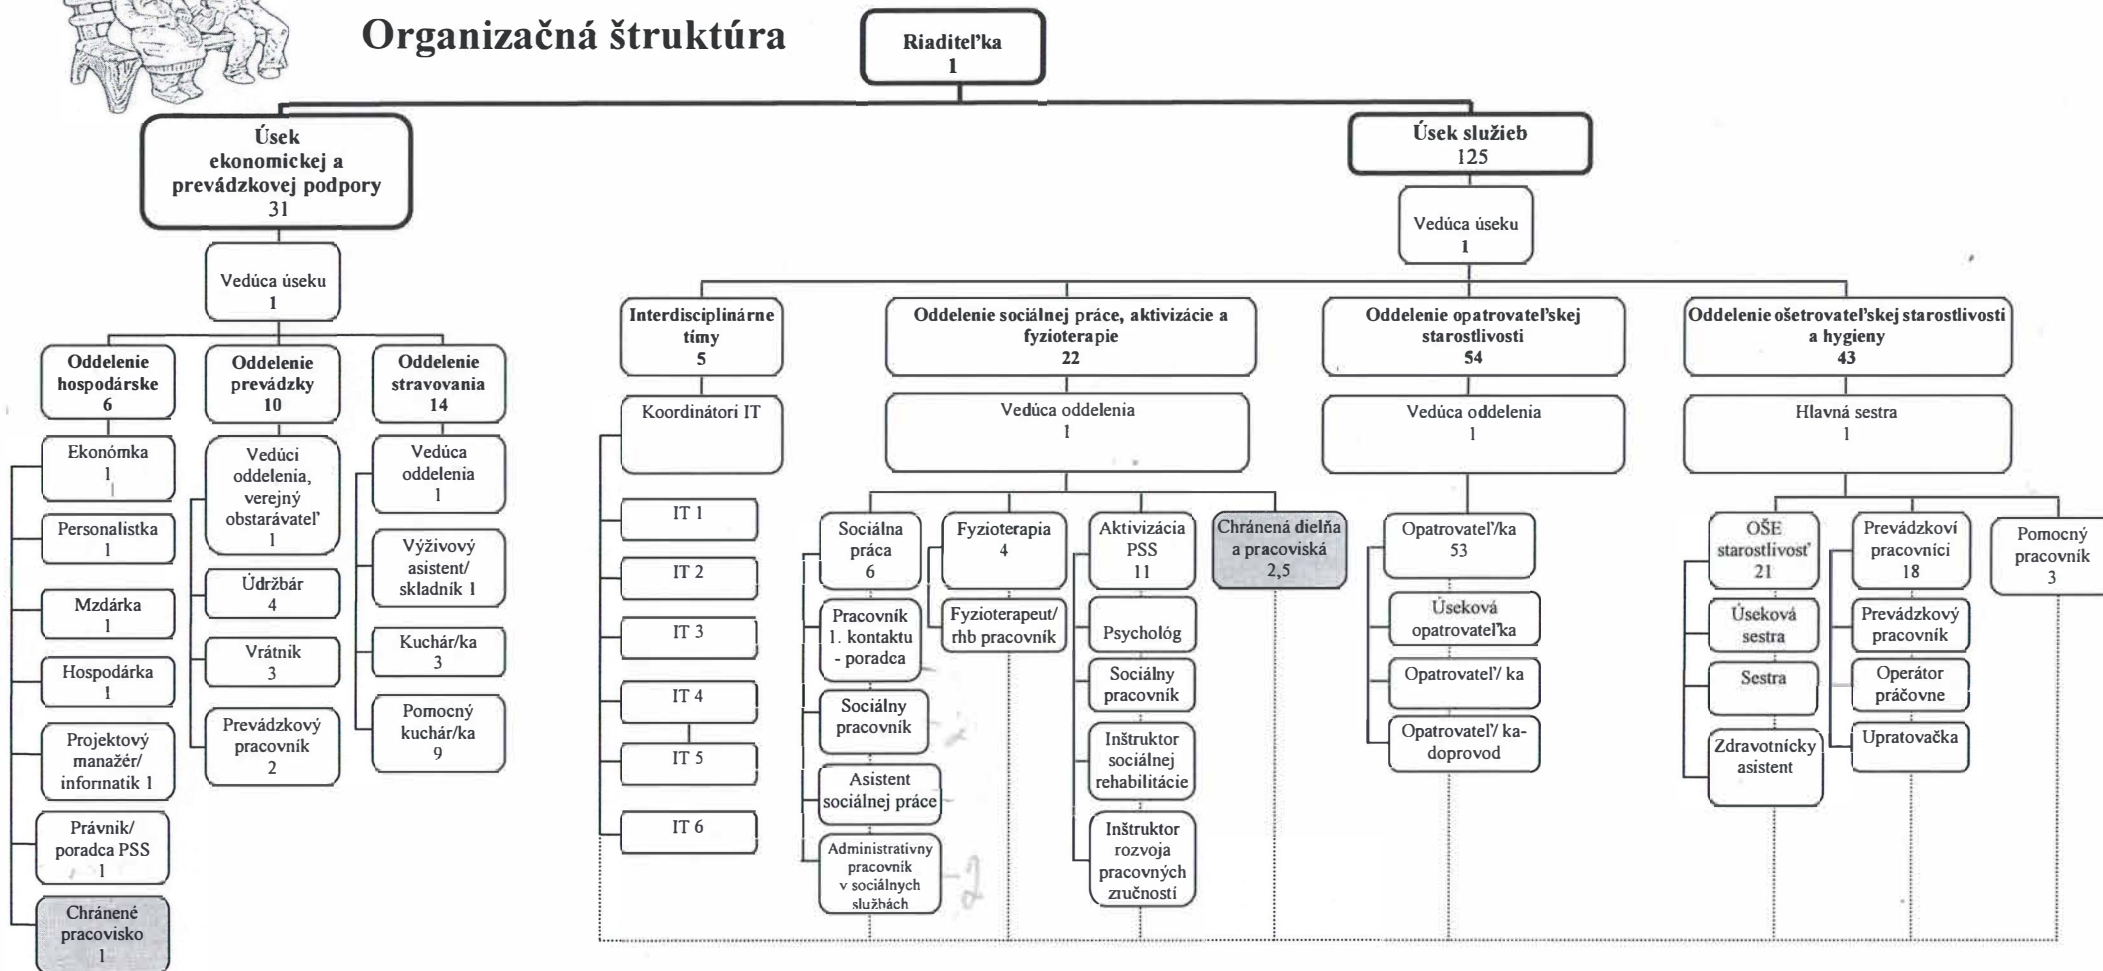 Organizačná štruktúra
Riaditeľka
1
Úsek
ekonomickej a
prevádzkovej podpory
31
Vedúca úseku
1
Oddelenie
hospodárske
6
Ekonómka
1
Personalistka
1
Mzdárka
1
Hospodárka
1
Projektový
manažér/
informatik 1
Právnik/
poradca PSS
1
Chránené
pracovisko
1
Oddelenie
prevádzky
10
Vedúci
oddelenia,
verejný
obstarávateľ
1
Údržbár
4
Vrátnik
3
Prevádzkový
pracovník
2
Oddelenie
stravovania
14
Vedúca
oddelenia
1
Výživový
asistent/
skladník 1
Kuchár/ka
3
Pomocný
kuchár/ka
9
Úsek služieb
125
Vedúca úseku
1
Interdisciplinárne
tímy
5
Koordinátori IT
IT 1
IT 2
IT 3
IT 4
IT 5
IT 6
Oddelenie sociálnej práce, aktivizácie a
fyzioterapie
22
Vedúca oddelenia
1
Sociálna
práca
6
Pracovník
1. kontaktu
- poradca
Sociálny
pracovník
Asistent
sociálnej práce
Administratívny
pracovník
v sociálnych
službách
-2
Fyzioterapia
4
Fyzioterapeut/
rhb pracovník
Aktivizácia
PSS
11
Psychológ
Sociálny
pracovník
Inštruktor
sociálnej
rehabilitácie
Inštruktor
rozvoja
pracovných
zručností
Chránená dielňa
a pracoviská
2,5
Oddelenie opatrovateľskej
starostlivosti
54
Vedúca oddelenia
1
Opatrovateľ/ka
53
Úseková
opatrovateľka
Opatrovateľ/ ka
Opatrovateľ/ ka-
doprovod
Oddelenie ošetrovateľskej starostlivosti
a hygieny
43
Hlavná sestra
1
OŠE
starostlivosť
21
Úseková
sestra
Sestra
Zdravotnícky
asistent
Prevádzkoví
pracovníci
18
Prevádzkový
pracovník
Operátor
práčovne
Upratovačka
Pomocný
pracovník
3